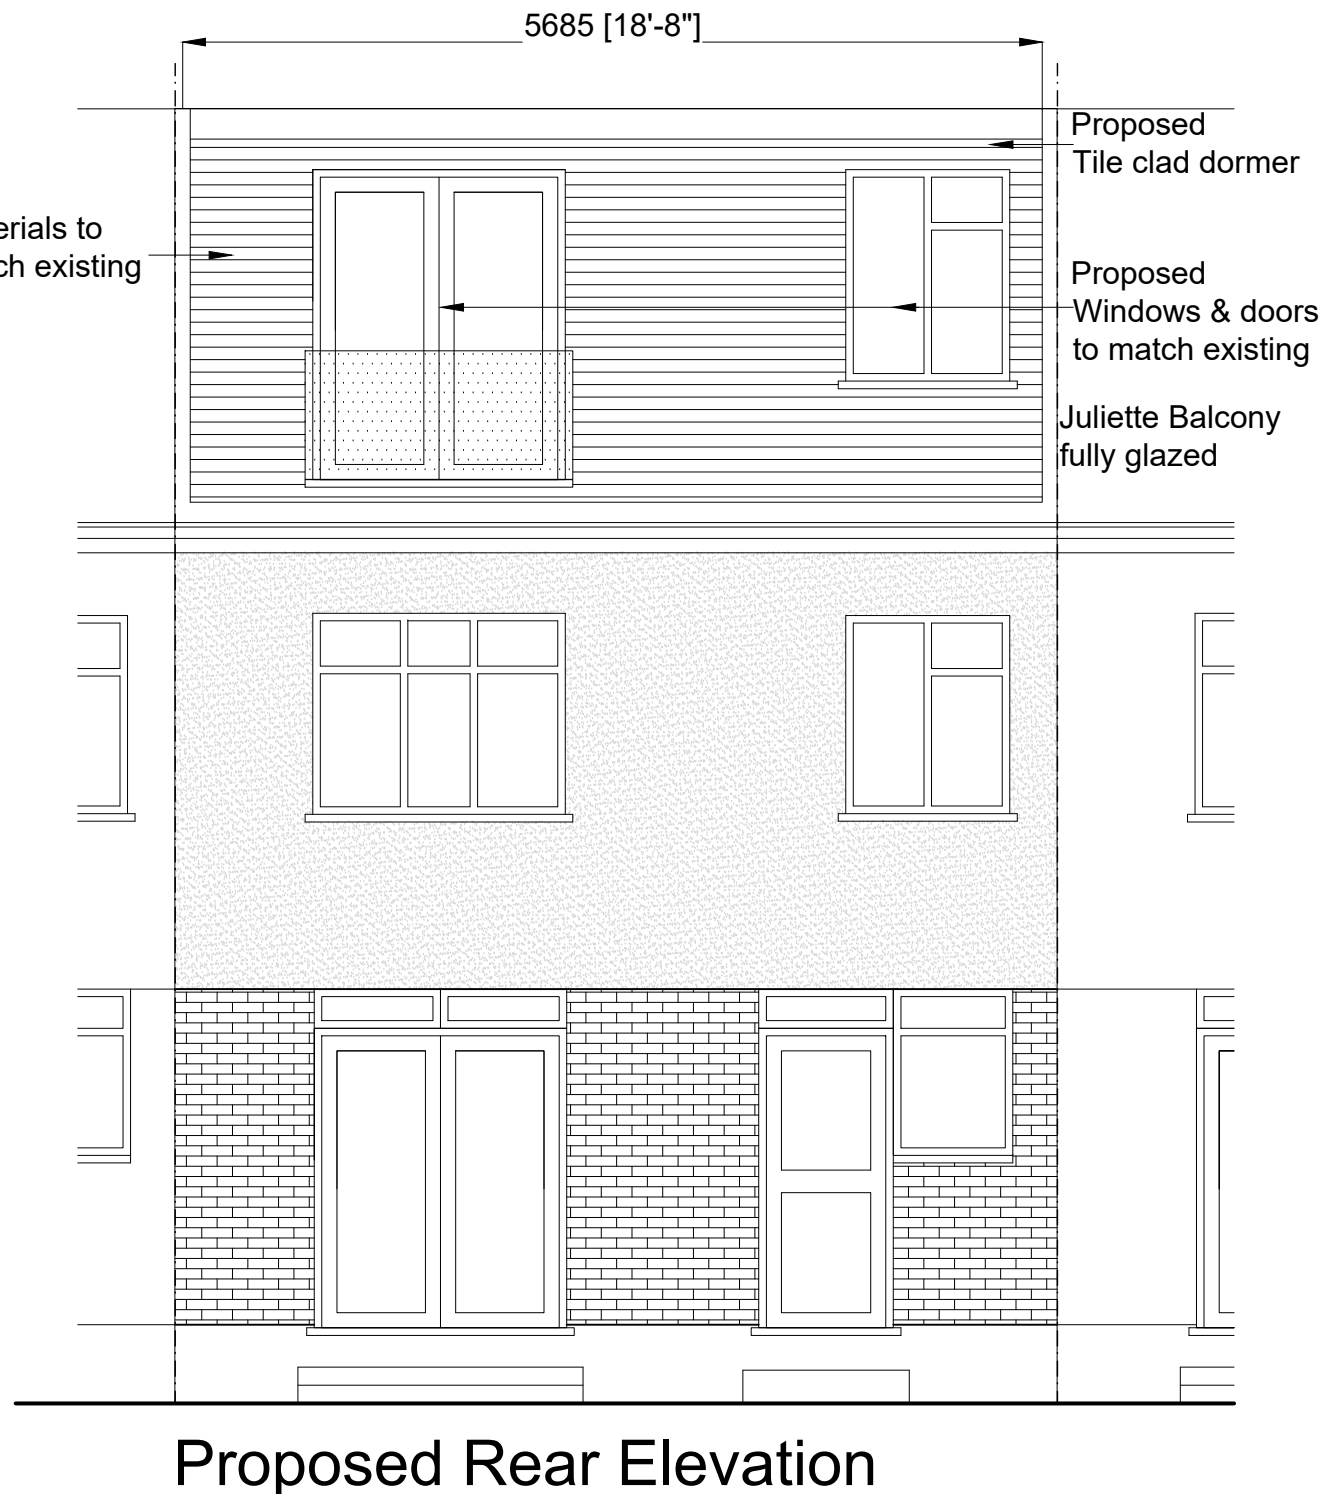 5685 [18'-8"]
Proposed
Tile clad dormer
erials to
ch existing
Proposed
Windows & doors
to match existing
Juliette Balcony
fully glazed
Proposed Rear Elevation